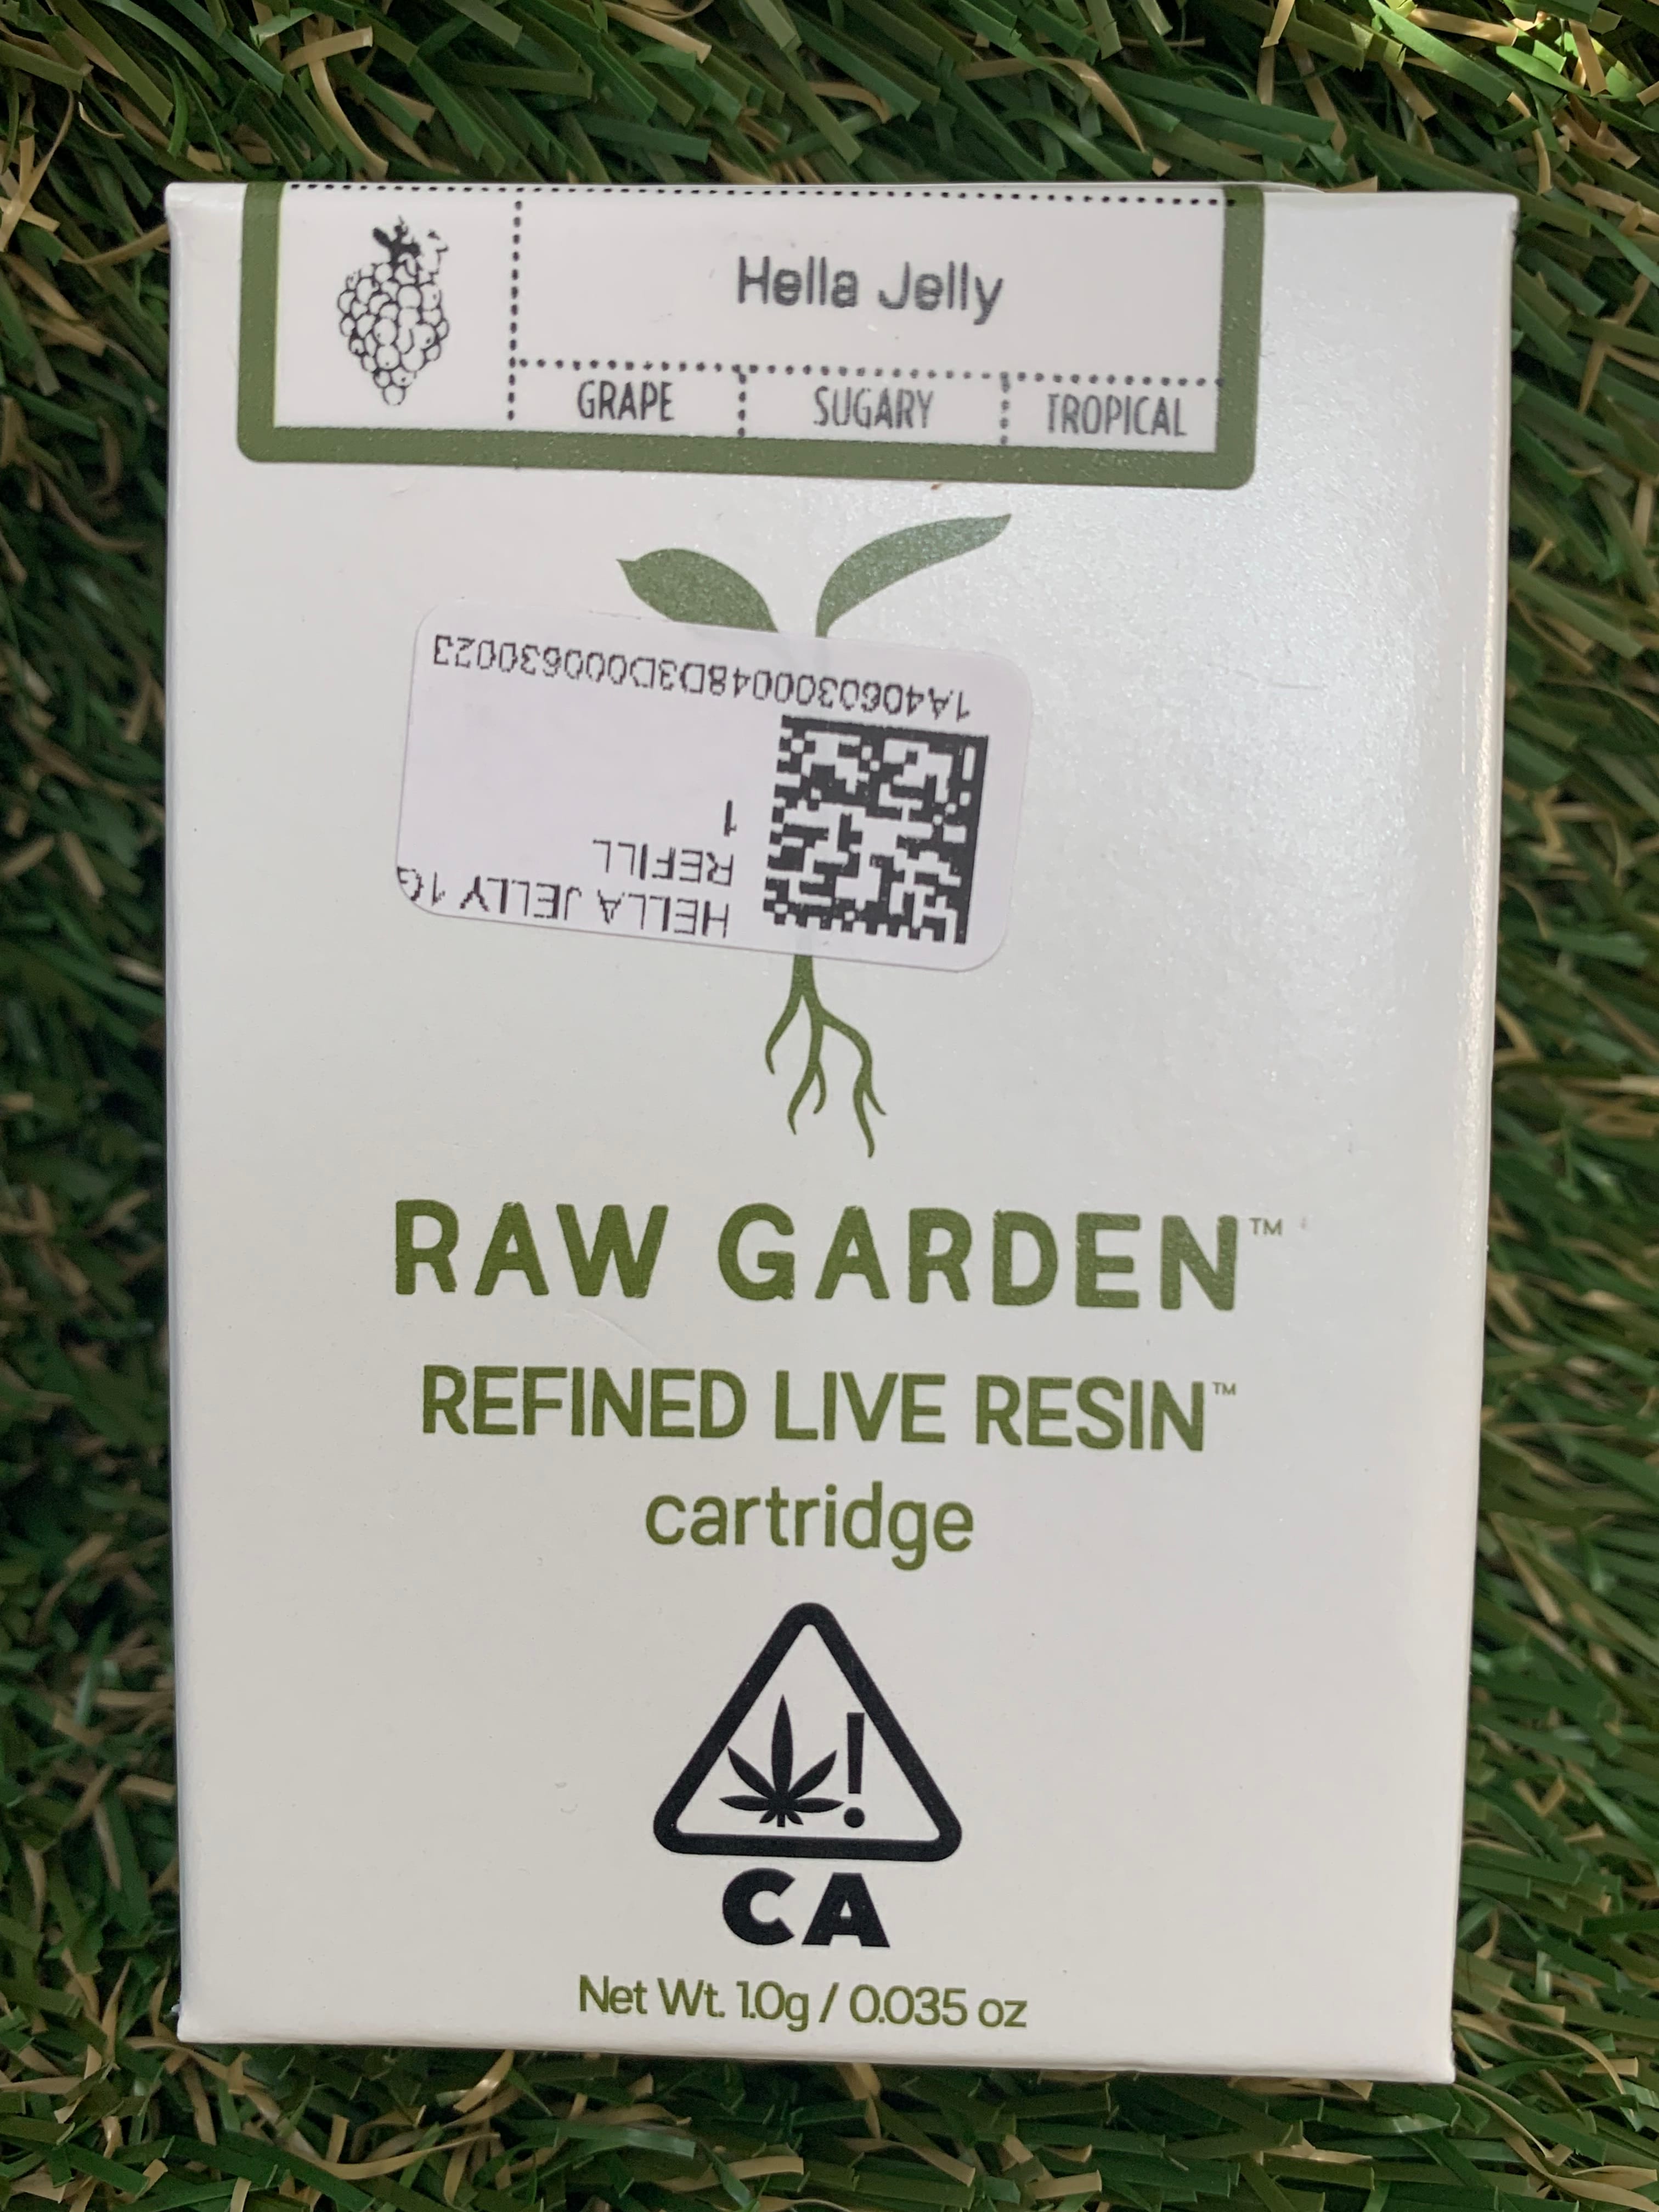 Hella Jelly
GRAPE SUGARY TROPICAL
HELLA JELLY 1G
REFILL
1
1A4060300048D3D000630023
RAW GARDEN™
REFINED LIVE RESIN™
cartridge
!
CA
Net Wt. 1.0g / 0.035 oz